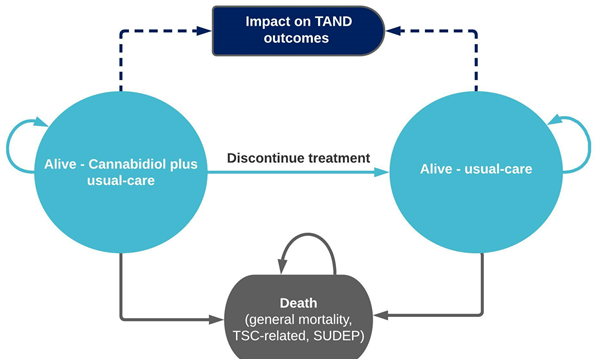 Impact on TAND
outcomes
Alive - Cannabidiol plus
usual-care
Discontinue treatment
Alive - usual-care
Death
(general mortality,
TSC-related, SUDEP)